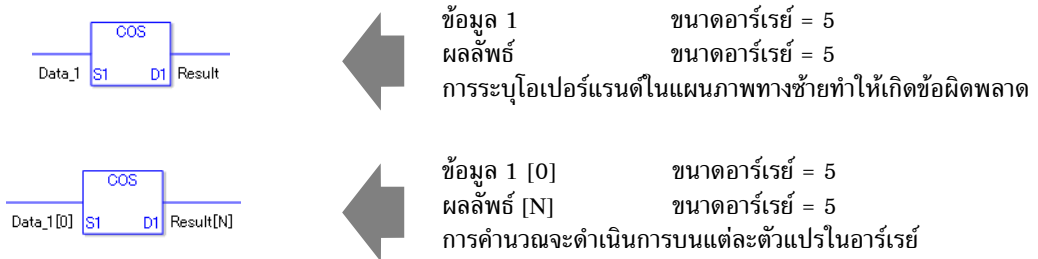 COS
Data_1 S1 D1 Result
ข้อมูล 1 ขนาดอาร์เรย์ = 5
ผลลัพธ์ ขนาดอาร์เรย์ = 5
การระบุโอเปอร์แรนด์ในแผนภาพทางซ้ายทำให้เกิดข้อผิดพลาด
COS
Data_1[0] S1 D1 Result[N]
ข้อมูล 1 [0] ขนาดอาร์เรย์ = 5
ผลลัพธ์ [N] ขนาดอาร์เรย์ = 5
การคำนวณจะดำเนินการบนแต่ละตัวแปรในอาร์เรย์